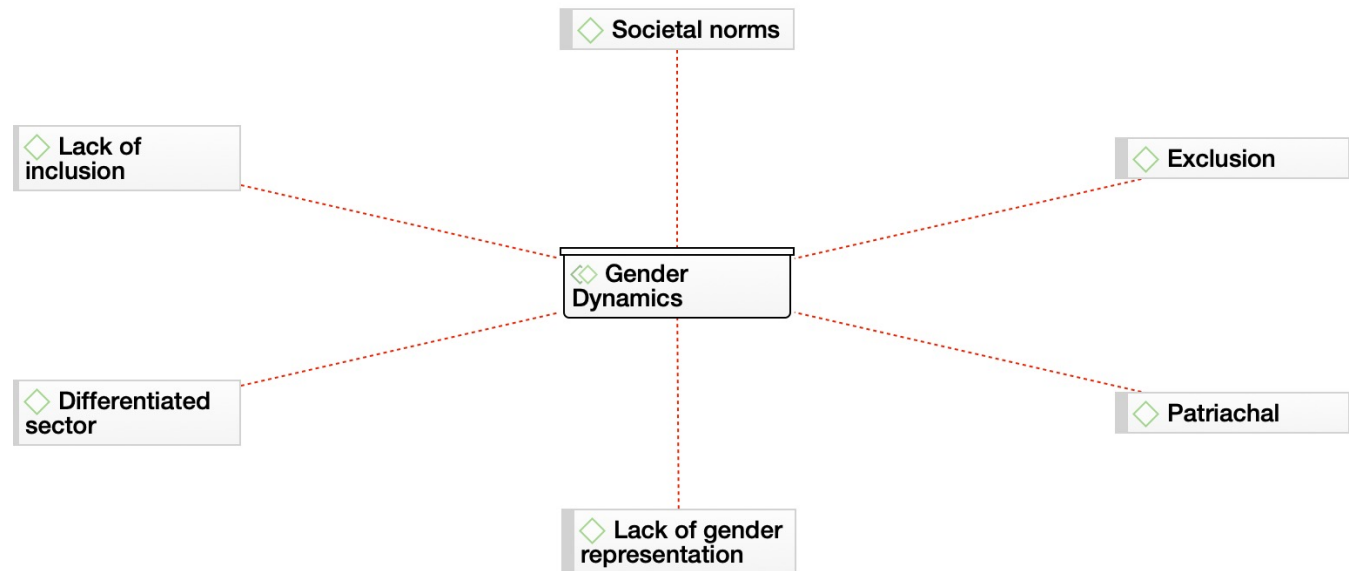 Societal norms
Lack of
inclusion
Exclusion
Gender
Dynamics
Differentiated
sector
Patriachal
Lack of gender
representation